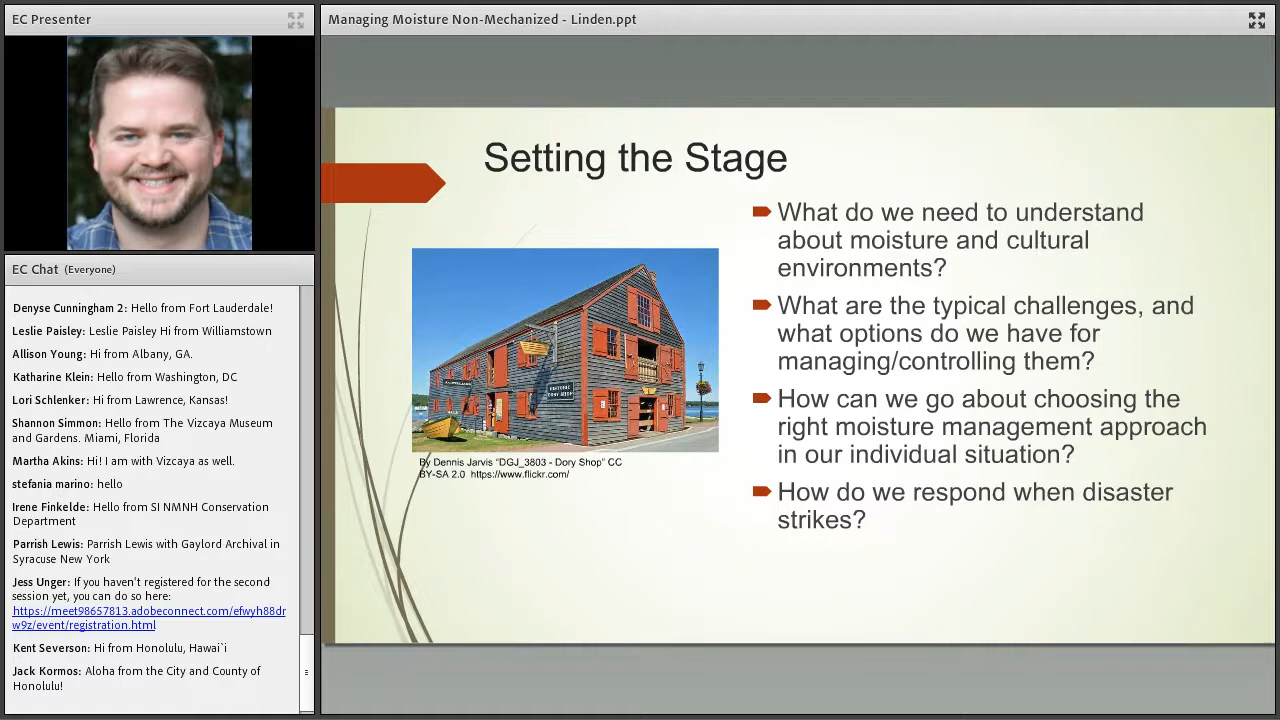 EC Presenter
Managing Moisture Non-Mechanized - Linden.ppt
EC Chat (Everyone)
Denyse Cunningham 2: Hello from Fort Lauderdale!
Leslie Paisley: Leslie Paisley Hi from Williamstown
Allison Young: Hi from Albany, GA.
Katharine Klein: Hello from Washington, DC
Lori Schlenker: Hi from Lawrence, Kansas!
Shannon Simmon: Hello from The Vizcaya Museum
and Gardens. Miami, Florida
Martha Akins: Hi! I am with Vizcaya as well.
stefania marino: hello
Irene Finkelde: Hello from SI NMNH Conservation
Department
Parrish Lewis: Parrish Lewis with Gaylord Archival in
Syracuse New York
Jess Unger: If you haven't registered for the second
session yet, you can do so here:
https://meet98657813.adobeconnect.com/efwyh88dr
w9z/event/registration.html
Kent Severson: Hi from Honolulu, Hawai`i
Jack Kormos: Aloha from the City and County of
Honolulu!
Setting the Stage
What do we need to understand
about moisture and cultural
environments?
What are the typical challenges, and
what options do we have for
managing/controlling them?
How can we go about choosing the
right moisture management approach
in our individual situation?
How do we respond when disaster
strikes?
HISTORIC
DORY SHOP
By Dennis Jarvis "DGJ_3803 - Dory Shop" CC
BY-SA 2.0 https://www.flickr.com/